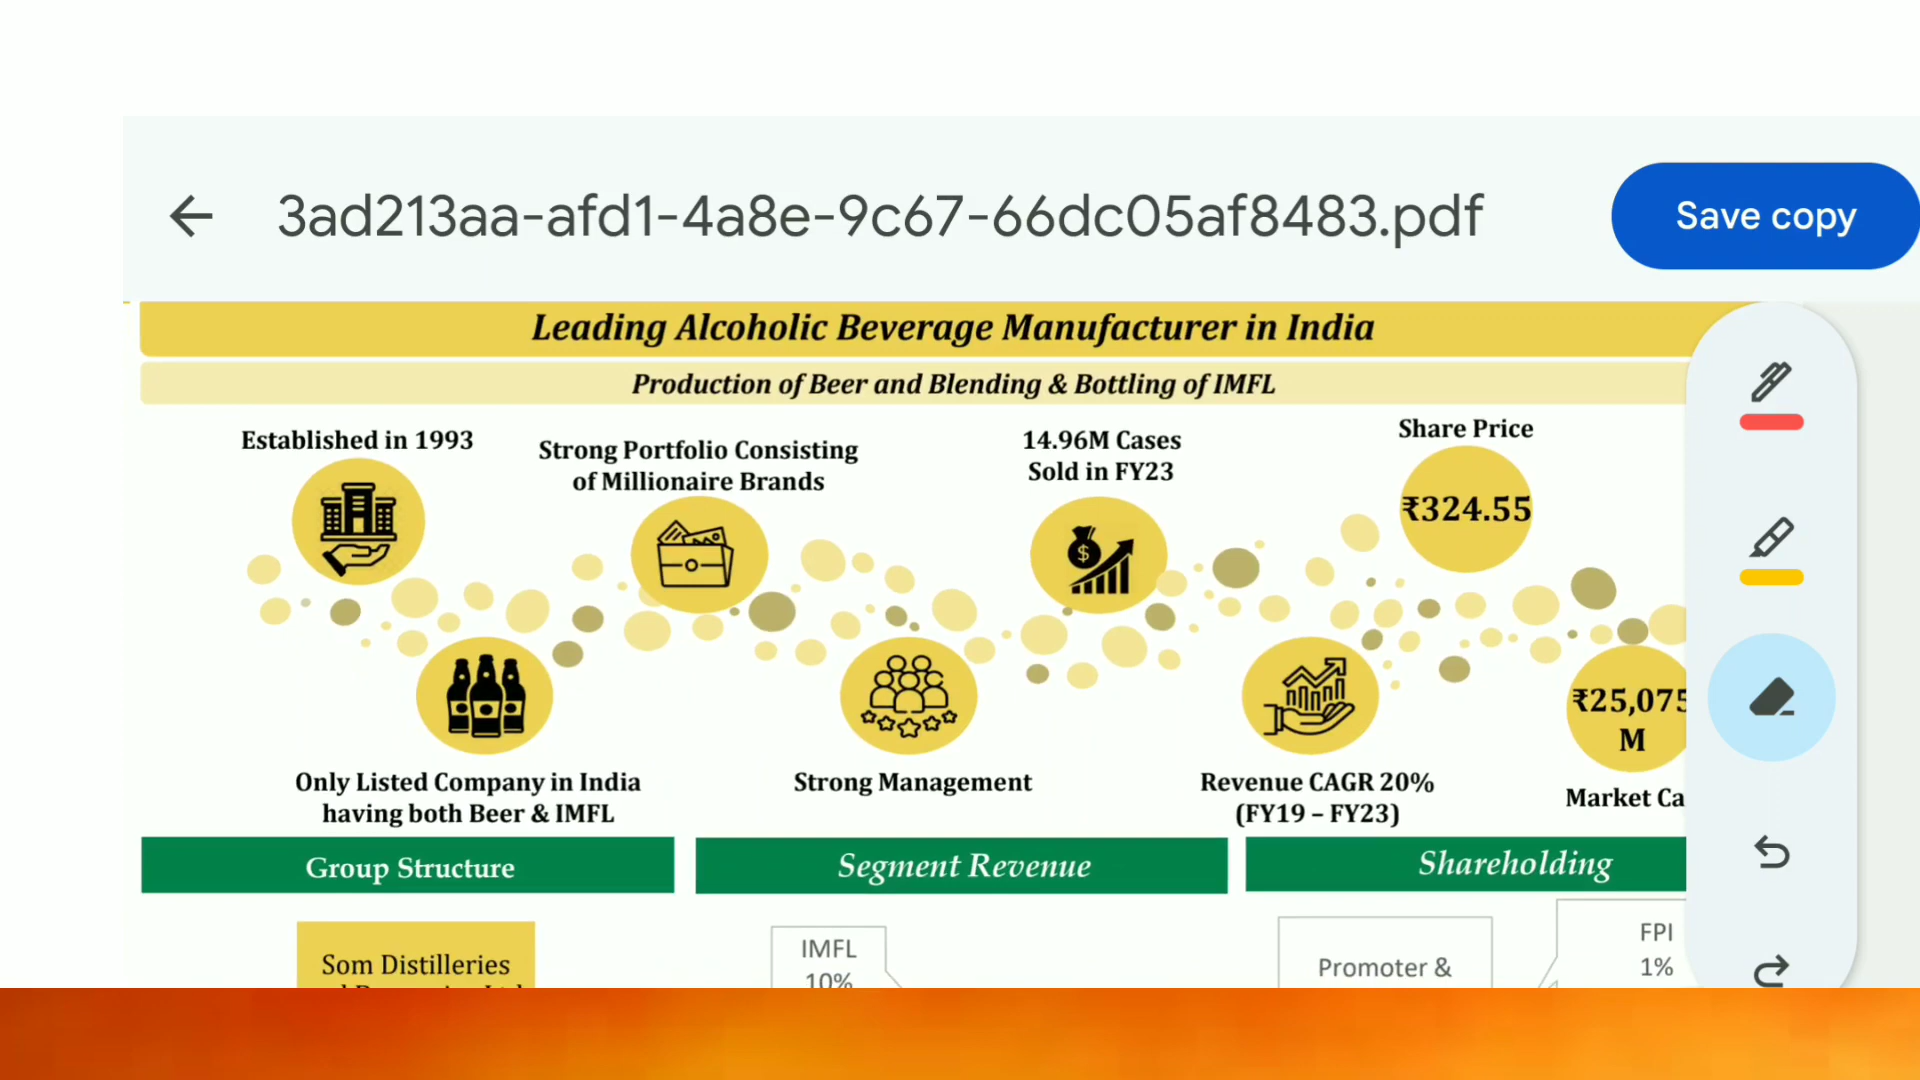 3ad213aa-afd1-4a8e-9c67-66dc05af8483.pdf
Save copy
Leading Alcoholic Beverage Manufacturer in India
Production of Beer and Blending & Bottling of IMFL
Established in 1993
Strong Portfolio Consisting
of Millionaire Brands
14.96M Cases
Sold in FY23
Share Price
₹324.55
₹25,075
M
Only Listed Company in India
having both Beer & IMFL
Strong Management
Revenue CAGR 20%
(FY19 – FY23)
Market Ca
Group Structure
Segment Revenue
Shareholding
Som Distilleries
IMFL
10%
Promoter &
FPI
1%